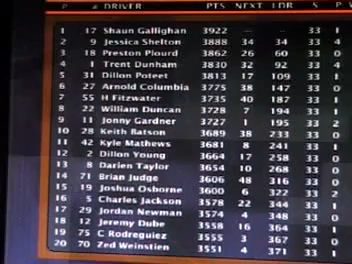 P # DRIVER PTS NEXT LDR S P W
1 17 Shaun Gallighan 3922 -- -- 33 1
2 9 Jessica Shelton 3888 34 34 33 4
3 18 Preston Plourd 3862 26 60 33 0
4 1 Trent Dunham 3830 32 92 33 4
5 31 Dillon Poteet 3813 17 109 33 1
6 27 Arnold Columbia 3775 38 147 33 0
7 55 H Fitzwater 3735 40 187 33 1
8 22 William Duncan 3728 7 194 33 1
9 11 Jonny Gardner 3727 1 195 33 2
10 28 Keith Batson 3689 38 233 33 0
11 42 Kyle Mathews 3681 8 241 33 1
12 2 Dillon Young 3664 17 258 33 0
13 8 Darien Taylor 3654 10 268 33 0
14 71 Brian Judge 3606 48 316 33 0
15 19 Joshua Osborne 3600 6 322 33 2
16 5 Charles Jackson 3578 22 344 33 1
17 29 Jordan Newman 3574 4 348 33 0
18 12 Jeremy Dube 3558 16 364 33 1
19 75 C Rodreguiez 3555 3 367 33 0
20 70 Zed Weinstien 3551 4 371 33 1